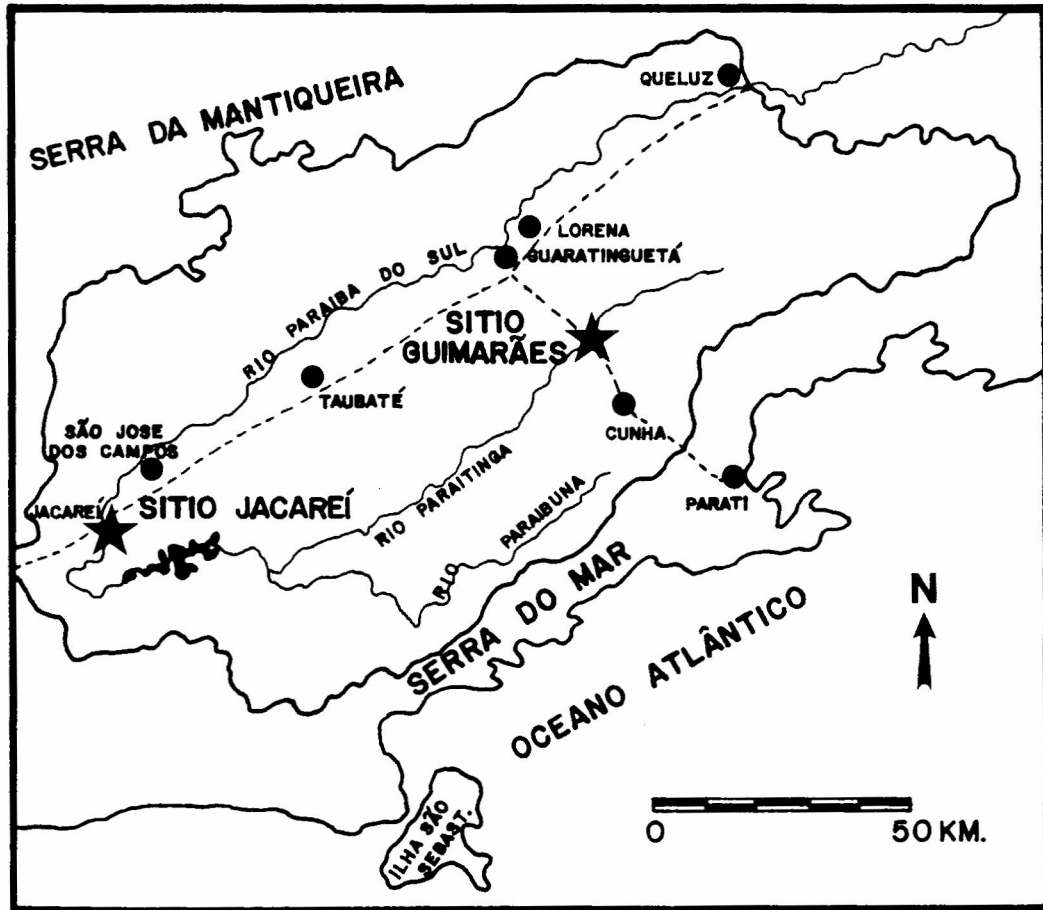 SERRA DA MANTIQUEIRA
QUELUZ
LORENA
GUARATINGUETÁ
RIO PARAIBA DO SUL
SITIO
GUIMARÃES
TAUBATÉ
CUNHA
SÃO JOSE
DOS CAMPOS
PARATI
JACAREÍ
SITIO JACAREÍ
RIO PARAITINGA
RIO PARAIBUNA
SERRA DO MAR
OCEANO ATLÂNTICO
N
ILHA SÃO
SEBAST.
0 50 KM.